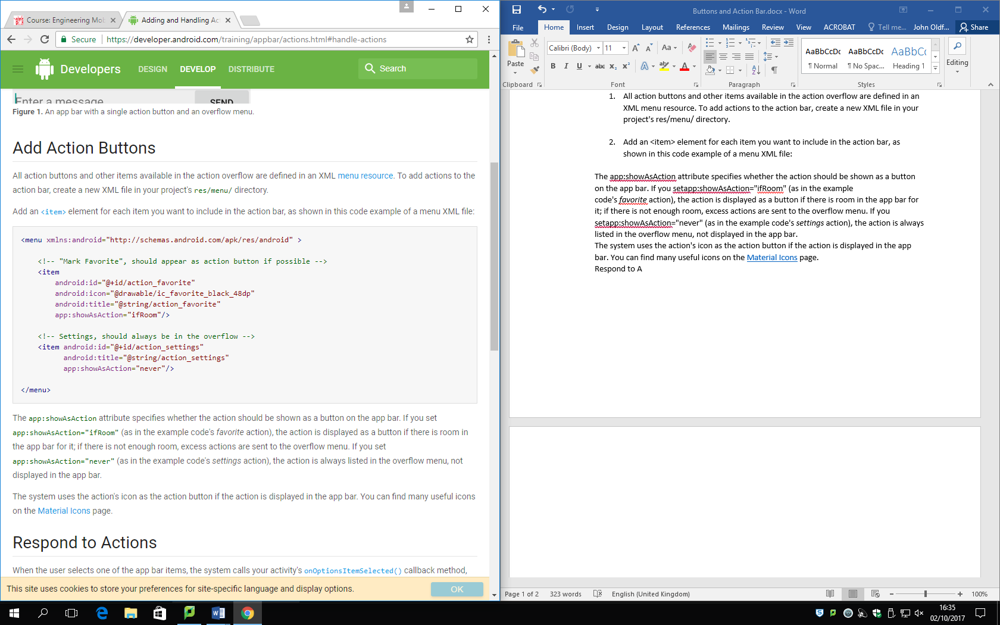 Course: Engineering Mob
Adding and Handling Ac
Secure
https://developer.android.com/training/appbar/actions.html#handle-actions
Developers
DESIGN
DEVELOP
DISTRIBUTE
Search
Enter a message
SEND
Figure 1. An app bar with a single action button and an overflow menu.
Add Action Buttons
All action buttons and other items available in the action overflow are defined in an XML menu resource. To add actions to the
action bar, create a new XML file in your project's res/menu/ directory.
Add an <item> element for each item you want to include in the action bar, as shown in this code example of a menu XML file:
<menu xmlns:android="http://schemas.android.com/apk/res/android" >
<!-- "Mark Favorite", should appear as action button if possible -->
<item
android:id="@+id/action_favorite"
android:icon="@drawable/ic_favorite_black_48dp"
android:title="@string/action_favorite"
app:showAsAction="ifRoom"/>
<!-- Settings, should always be in the overflow -->
<item android:id="@+id/action_settings"
android:title="@string/action_settings"
app:showAsAction="never"/>
</menu>
The app:showAsAction attribute specifies whether the action should be shown as a button on the app bar. If you set
app:showAsAction="ifRoom" (as in the example code's favorite action), the action is displayed as a button if there is room in
the app bar for it; if there is not enough room, excess actions are sent to the overflow menu. If you set
app:showAsAction="never" (as in the example code's settings action), the action is always listed in the overflow menu, not
displayed in the app bar.
The system uses the action's icon as the action button if the action is displayed in the app bar. You can find many useful icons
on the Material Icons page.
Respond to Actions
When the user selects one of the app bar items, the system calls your activity's onOptionsItemSelected() callback method,
This site uses cookies to store your preferences for site-specific language and display options.
OK
Buttons and Action Bar.docx - Word
File
Home
Insert
Design
Layout
References
Mailings
Review
View
ACROBAT
Tell me...
John Oldf...
Share
Paste
Clipboard
Calibri (Body)
11
Font
Paragraph
AaBbCcDc
¶ Normal
AaBbCcDc
¶ No Spac...
AaBbCc
Heading 1
Styles
Editing
1. All action buttons and other items available in the action overflow are defined in an
XML menu resource. To add actions to the action bar, create a new XML file in your
project's res/menu/ directory.
2. Add an <item> element for each item you want to include in the action bar, as
shown in this code example of a menu XML file:
The app:showAsAction attribute specifies whether the action should be shown as a button
on the app bar. If you setapp:showAsAction="ifRoom" (as in the example
code's favorite action), the action is displayed as a button if there is room in the app bar for
it; if there is not enough room, excess actions are sent to the overflow menu. If you
setapp:showAsAction="never" (as in the example code's settings action), the action is always
listed in the overflow menu, not displayed in the app bar.
The system uses the action's icon as the action button if the action is displayed in the app
bar. You can find many useful icons on the Material Icons page.
Respond to A
Page 1 of 2
323 words
English (United Kingdom)
100%
16:35
02/10/2017